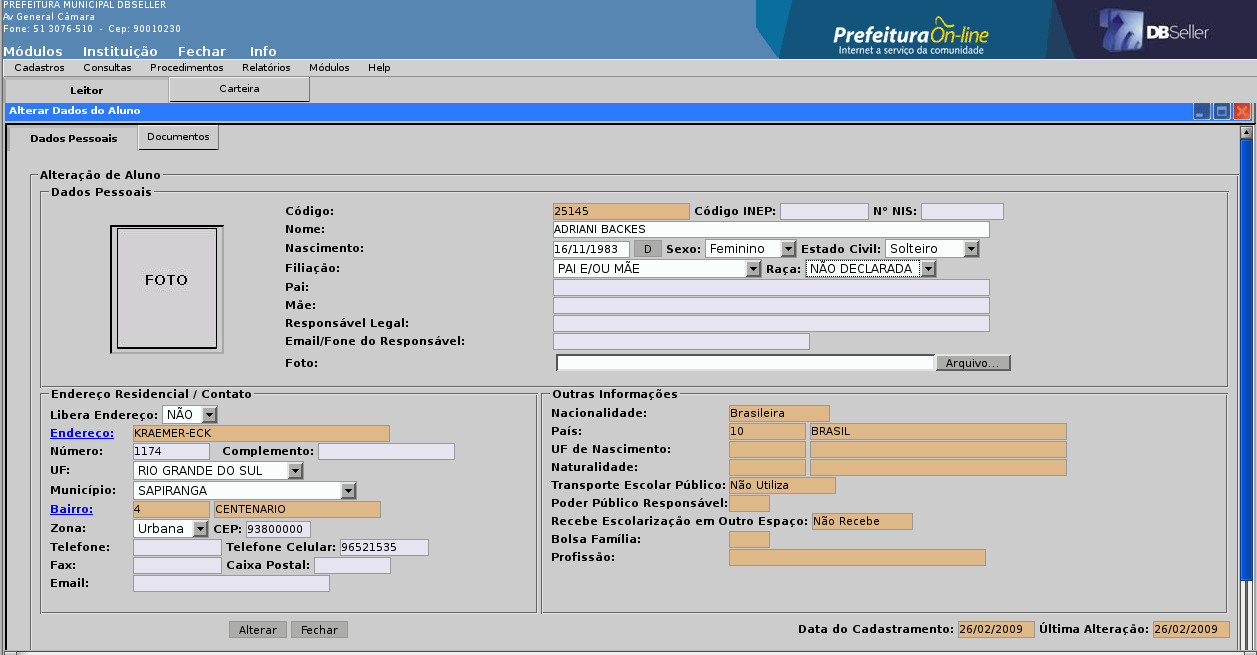 PREFEITURA MUNICIPAL DBSELLER
Av General Câmara
Fone: 51 3076-510 - Cep: 90010230
Prefeitura On-line
Internet a serviço da comunidade
DBSeller
Módulos Instituição Fechar Info
Cadastros Consultas Procedimentos Relatórios Módulos Help
Leitor Carteira
Alterar Dados do Aluno
Dados Pessoais Documentos
Alteração de Aluno
Dados Pessoais
FOTO
Código: 25145 Código INEP: N° NIS:
Nome: ADRIANI BACKES
Nascimento: 16/11/1983 D Sexo: Feminino Estado Civil: Solteiro
Filiação: PAI E/OU MÃE Raça: NÃO DECLARADA
Pai:
Mãe:
Responsável Legal:
Email/Fone do Responsável:
Foto: Arquivo...
Endereço Residencial / Contato
Libera Endereço: NÃO
Endereço: KRAEMER-ECK
Número: 1174 Complemento:
UF: RIO GRANDE DO SUL
Município: SAPIRANGA
Bairro: 4 CENTENARIO
Zona: Urbana CEP: 93800000
Telefone: Telefone Celular: 96521535
Fax: Caixa Postal:
Email:
Outras Informações
Nacionalidade: Brasileira
País: 10 BRASIL
UF de Nascimento:
Naturalidade:
Transporte Escolar Público: Não Utiliza
Poder Público Responsável:
Recebe Escolarização em Outro Espaço: Não Recebe
Bolsa Família:
Profissão:
Alterar Fechar
Data do Cadastramento: 26/02/2009 Última Alteração: 26/02/2009